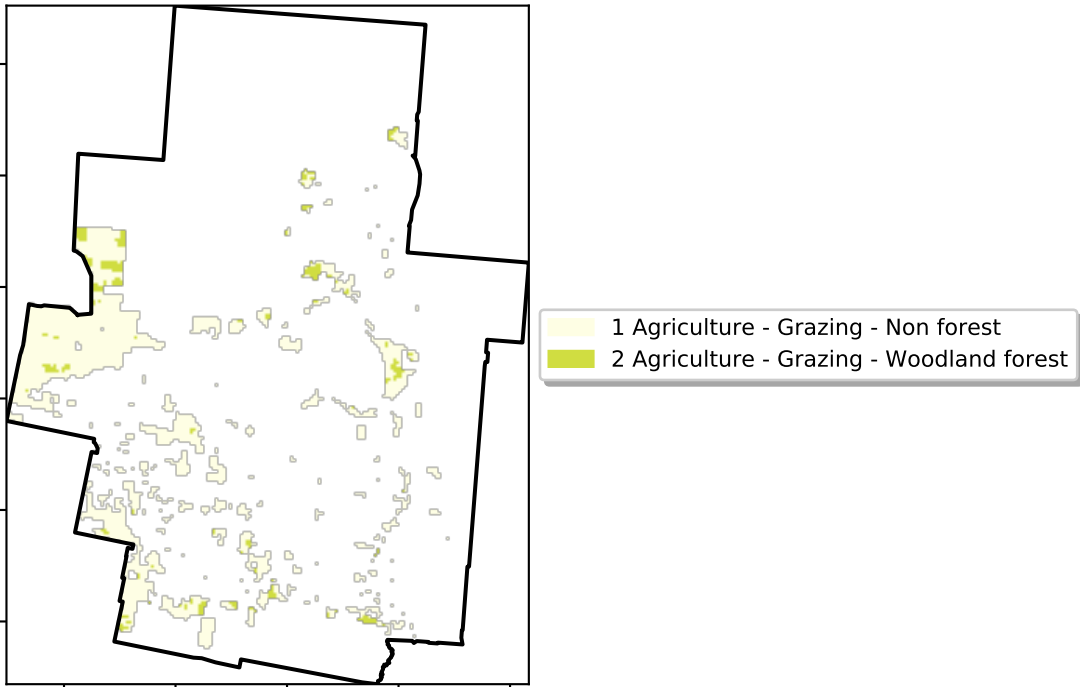 1 Agriculture - Grazing - Non forest
2 Agriculture - Grazing - Woodland forest